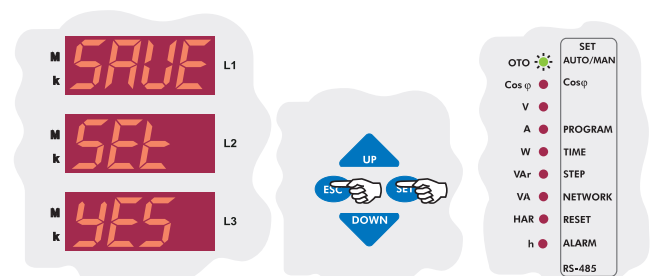 M
k
SAVE
L1
M
k
SEt
L2
M
k
YES
L3
UP
ESC
SET
DOWN
SET
OTO AUTO/MAN
Cos φ Cosφ
V
A PROGRAM
W TIME
VAr STEP
VA NETWORK
HAR RESET
h ALARM
RS-485